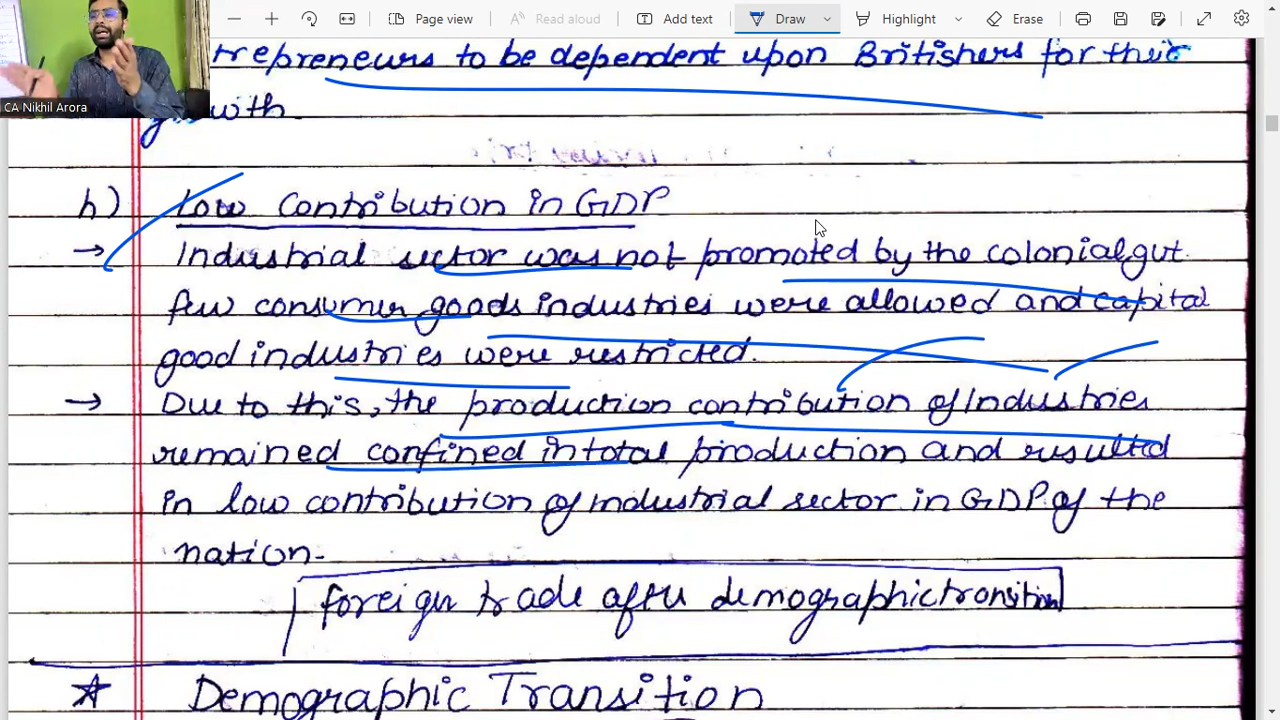 Page view
Read aloud
Add text
Draw
Highlight
Erase
CA Nikhil Arora
trepreneurs to be dependent upon Britishers for their
with
h) Low Contribution in GDP
→ Industrial sector was not promoted by the colonial gvt.
few consumer goods industries were allowed and capital
good industries were restricted.
→ Due to this, the production contribution of Industries
remained confined in total production and resulted
in low contribution of industrial sector in GDP of the
nation.
foreign trade after demographic transition
Demographic Transition